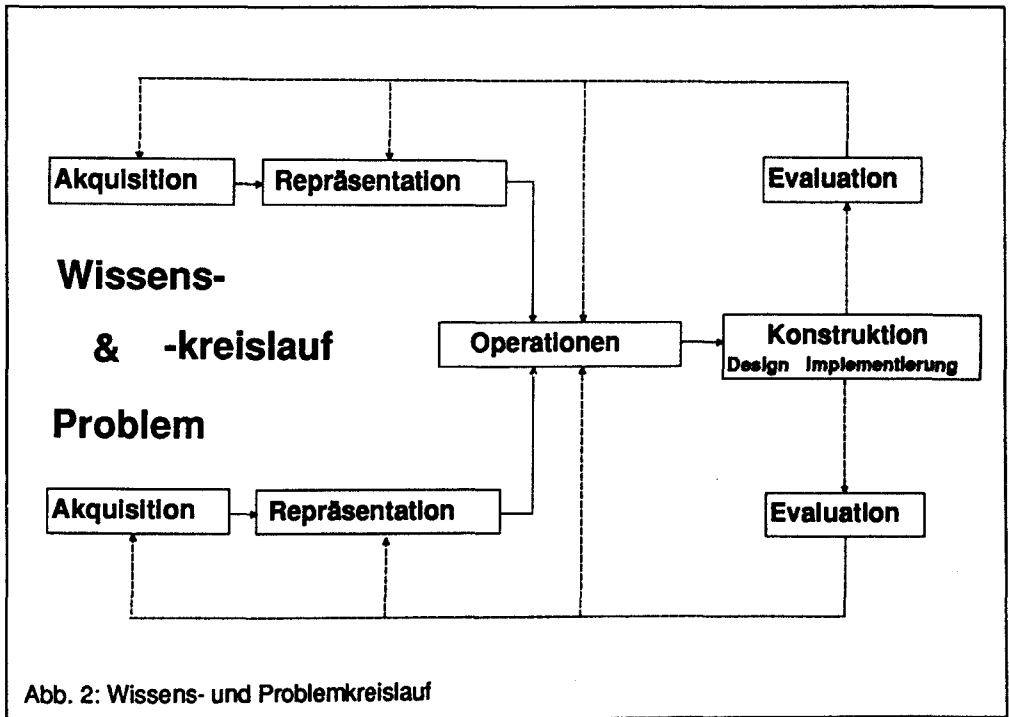 Akquisition
Repräsentation
Evaluation
Wissens-
& -kreislauf
Problem
Operationen
Konstruktion
Design Implementierung
Akquisition
Repräsentation
Evaluation
Abb. 2: Wissens- und Problemkreislauf